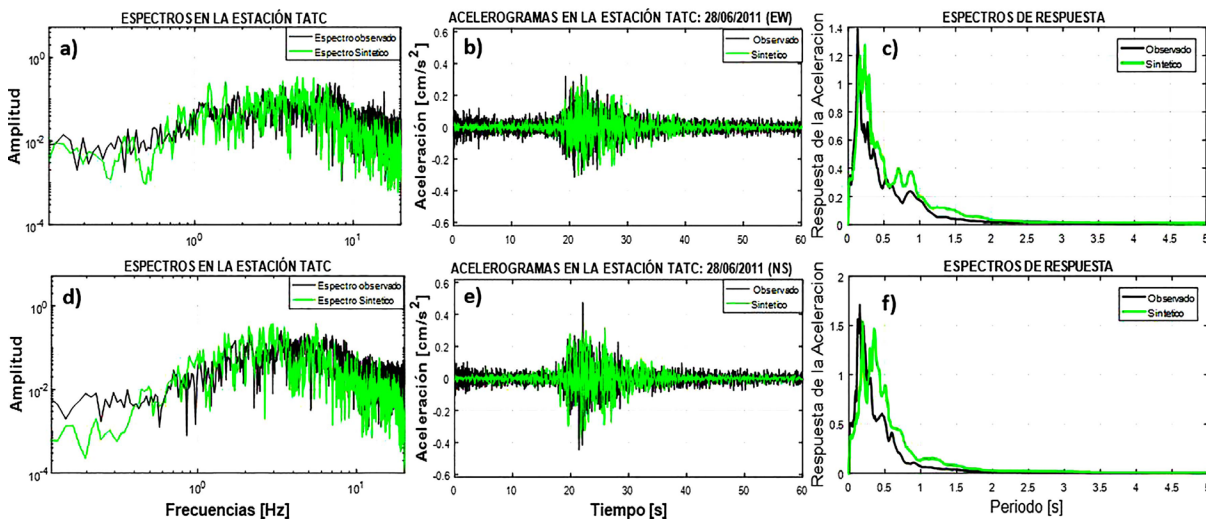 ESPECTROS EN LA ESTACIÓN TATC
a)
Espectro observado
Espectro Sintetico
Amplitud
10^0
10^-2
10^-4
10^0
10^1
ACELEROGRAMAS EN LA ESTACIÓN TATC: 28/06/2011 (EW)
b)
Observado
Sintetico
Aceleración [cm/s^2]
0.6
0.4
0.2
0
-0.2
-0.4
-0.6
0 10 20 30 40 50 60
ESPECTROS DE RESPUESTA
c)
Observado
Sintetico
Respuesta de la Aceleracion
1.4
1.2
1
0.8
0.6
0.4
0.2
0
0 0.5 1 1.5 2 2.5 3 3.5 4 4.5 5
ESPECTROS EN LA ESTACIÓN TATC
d)
Espectro observado
Espectro Sintetico
Amplitud
10^0
10^-2
10^-4
10^0
10^1
Frecuencias [Hz]
ACELEROGRAMAS EN LA ESTACIÓN TATC: 28/06/2011 (NS)
e)
Observado
Sintetico
Aceleración [cm/s^2]
0.6
0.4
0.2
0
-0.2
-0.4
-0.6
0 10 20 30 40 50 60
Tiempo [s]
ESPECTROS DE RESPUESTA
f)
Observado
Sintetico
Respuesta de la Aceleracion
2
1.5
1
0.5
0
0 0.5 1 1.5 2 2.5 3 3.5 4 4.5 5
Periodo [s]